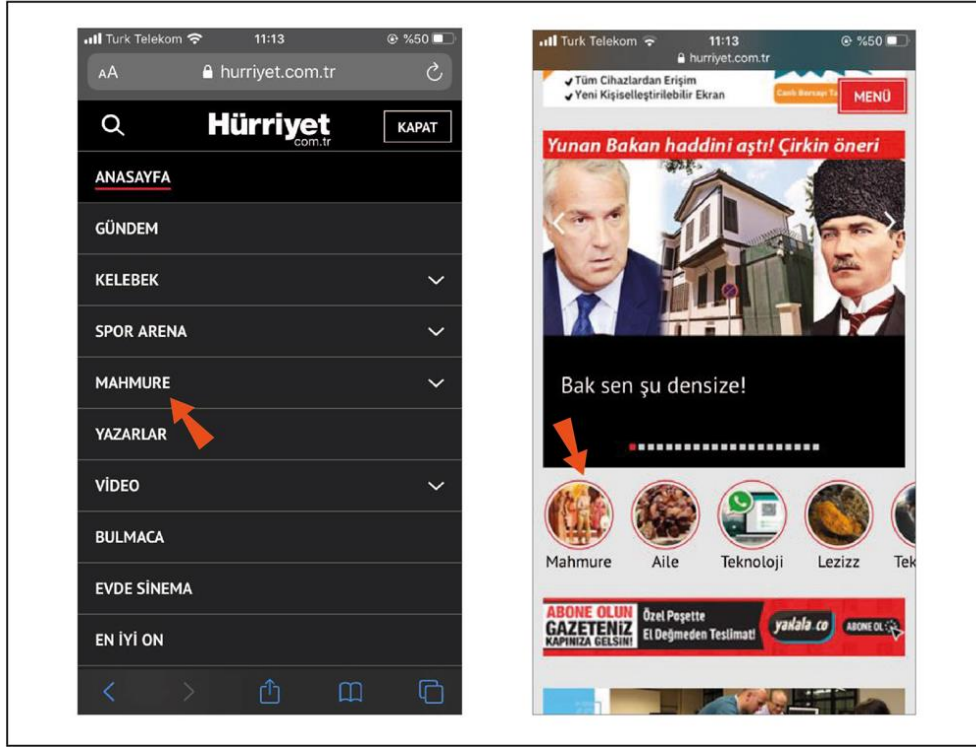 Turk Telekom 11:13 %50
AA hurriyet.com.tr
Hürriyet KAPAT
com.tr
ANASAYFA
GÜNDEM
KELEBEK
SPOR ARENA
MAHMURE
YAZARLAR
VİDEO
BULMACA
EVDE SİNEMA
EN İYİ ON
Turk Telekom 11:13 %50
hurriyet.com.tr
Tüm Cihazlardan Erişim
Yeni Kişiselleştirilebilir Ekran
MENÜ
Yunan Bakan haddini aştı! Çirkin öneri
Bak sen şu densize!
Mahmure Aile Teknoloji Lezizz Tek
ABONE OLUN
GAZETENİZ
KAPINIZA GELSİN!
Özel Poşette
El Değmeden Teslimat!
yakala.co
ABONE OL